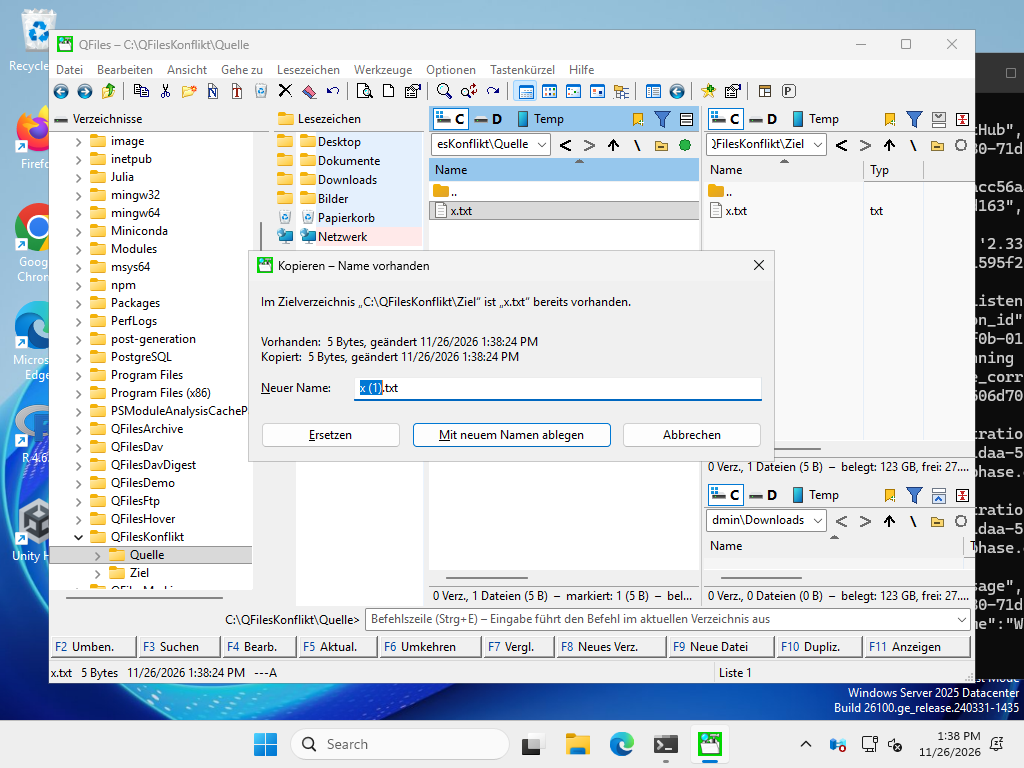 Recycle
Firefo
Goog
Chron
Micros
Edge
R 4.6.
Unity H
QFiles – C:\QFilesKonflikt\Quelle
Datei Bearbeiten Ansicht Gehe zu Lesezeichen Werkzeuge Optionen Tastenkürzel Hilfe
Verzeichnisse
image
inetpub
Julia
mingw32
mingw64
Miniconda
Modules
msys64
npm
Packages
PerfLogs
post-generation
PostgreSQL
Program Files
Program Files (x86)
PSModuleAnalysisCacheP
QFilesArchive
QFilesDav
QFilesDavDigest
QFilesDemo
QFilesFtp
QFilesHover
QFilesKonflikt
Quelle
Ziel
Lesezeichen
Desktop
Dokumente
Downloads
Bilder
Papierkorb
Netzwerk
C D Temp
esKonflikt\Quelle
Name
..
x.txt
C D Temp
QFilesKonflikt\Ziel
Name Typ
..
x.txt txt
Kopieren – Name vorhanden
Im Zielverzeichnis „C:\QFilesKonflikt\Ziel“ ist „x.txt“ bereits vorhanden.
Vorhanden: 5 Bytes, geändert 11/26/2026 1:38:24 PM
Kopiert: 5 Bytes, geändert 11/26/2026 1:38:24 PM
Neuer Name: x (1).txt
Ersetzen Mit neuem Namen ablegen Abbrechen
0 Verz., 1 Dateien (5 B) – belegt: 123 GB, frei: 27....
C D Temp
dmin\Downloads
Name
0 Verz., 1 Dateien (5 B) – markiert: 1 (5 B) – bel...
0 Verz., 0 Dateien (0 B) – belegt: 123 GB, frei: 27....
C:\QFilesKonflikt\Quelle> Befehlszeile (Strg+E) – Eingabe führt den Befehl im aktuellen Verzeichnis aus
F2 Umben. F3 Suchen F4 Bearb. F5 Aktual. F6 Umkehren F7 Vergl. F8 Neues Verz. F9 Neue Datei F10 Dupliz. F11 Anzeigen
x.txt 5 Bytes 11/26/2026 1:38:24 PM ---A Liste 1
Windows Server 2025 Datacenter
Build 26100.ge_release.240331-1435
Search
1:38 PM
11/26/2026